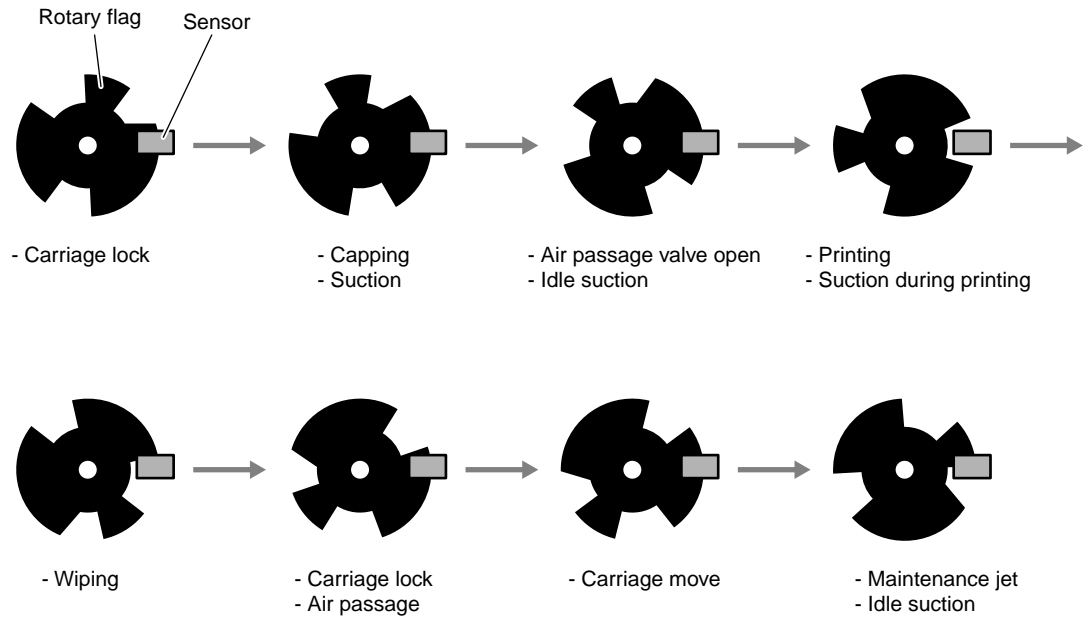 Rotary flag
Sensor
- Carriage lock
- Capping
- Suction
- Air passage valve open
- Idle suction
- Printing
- Suction during printing
- Wiping
- Carriage lock
- Air passage
- Carriage move
- Maintenance jet
- Idle suction